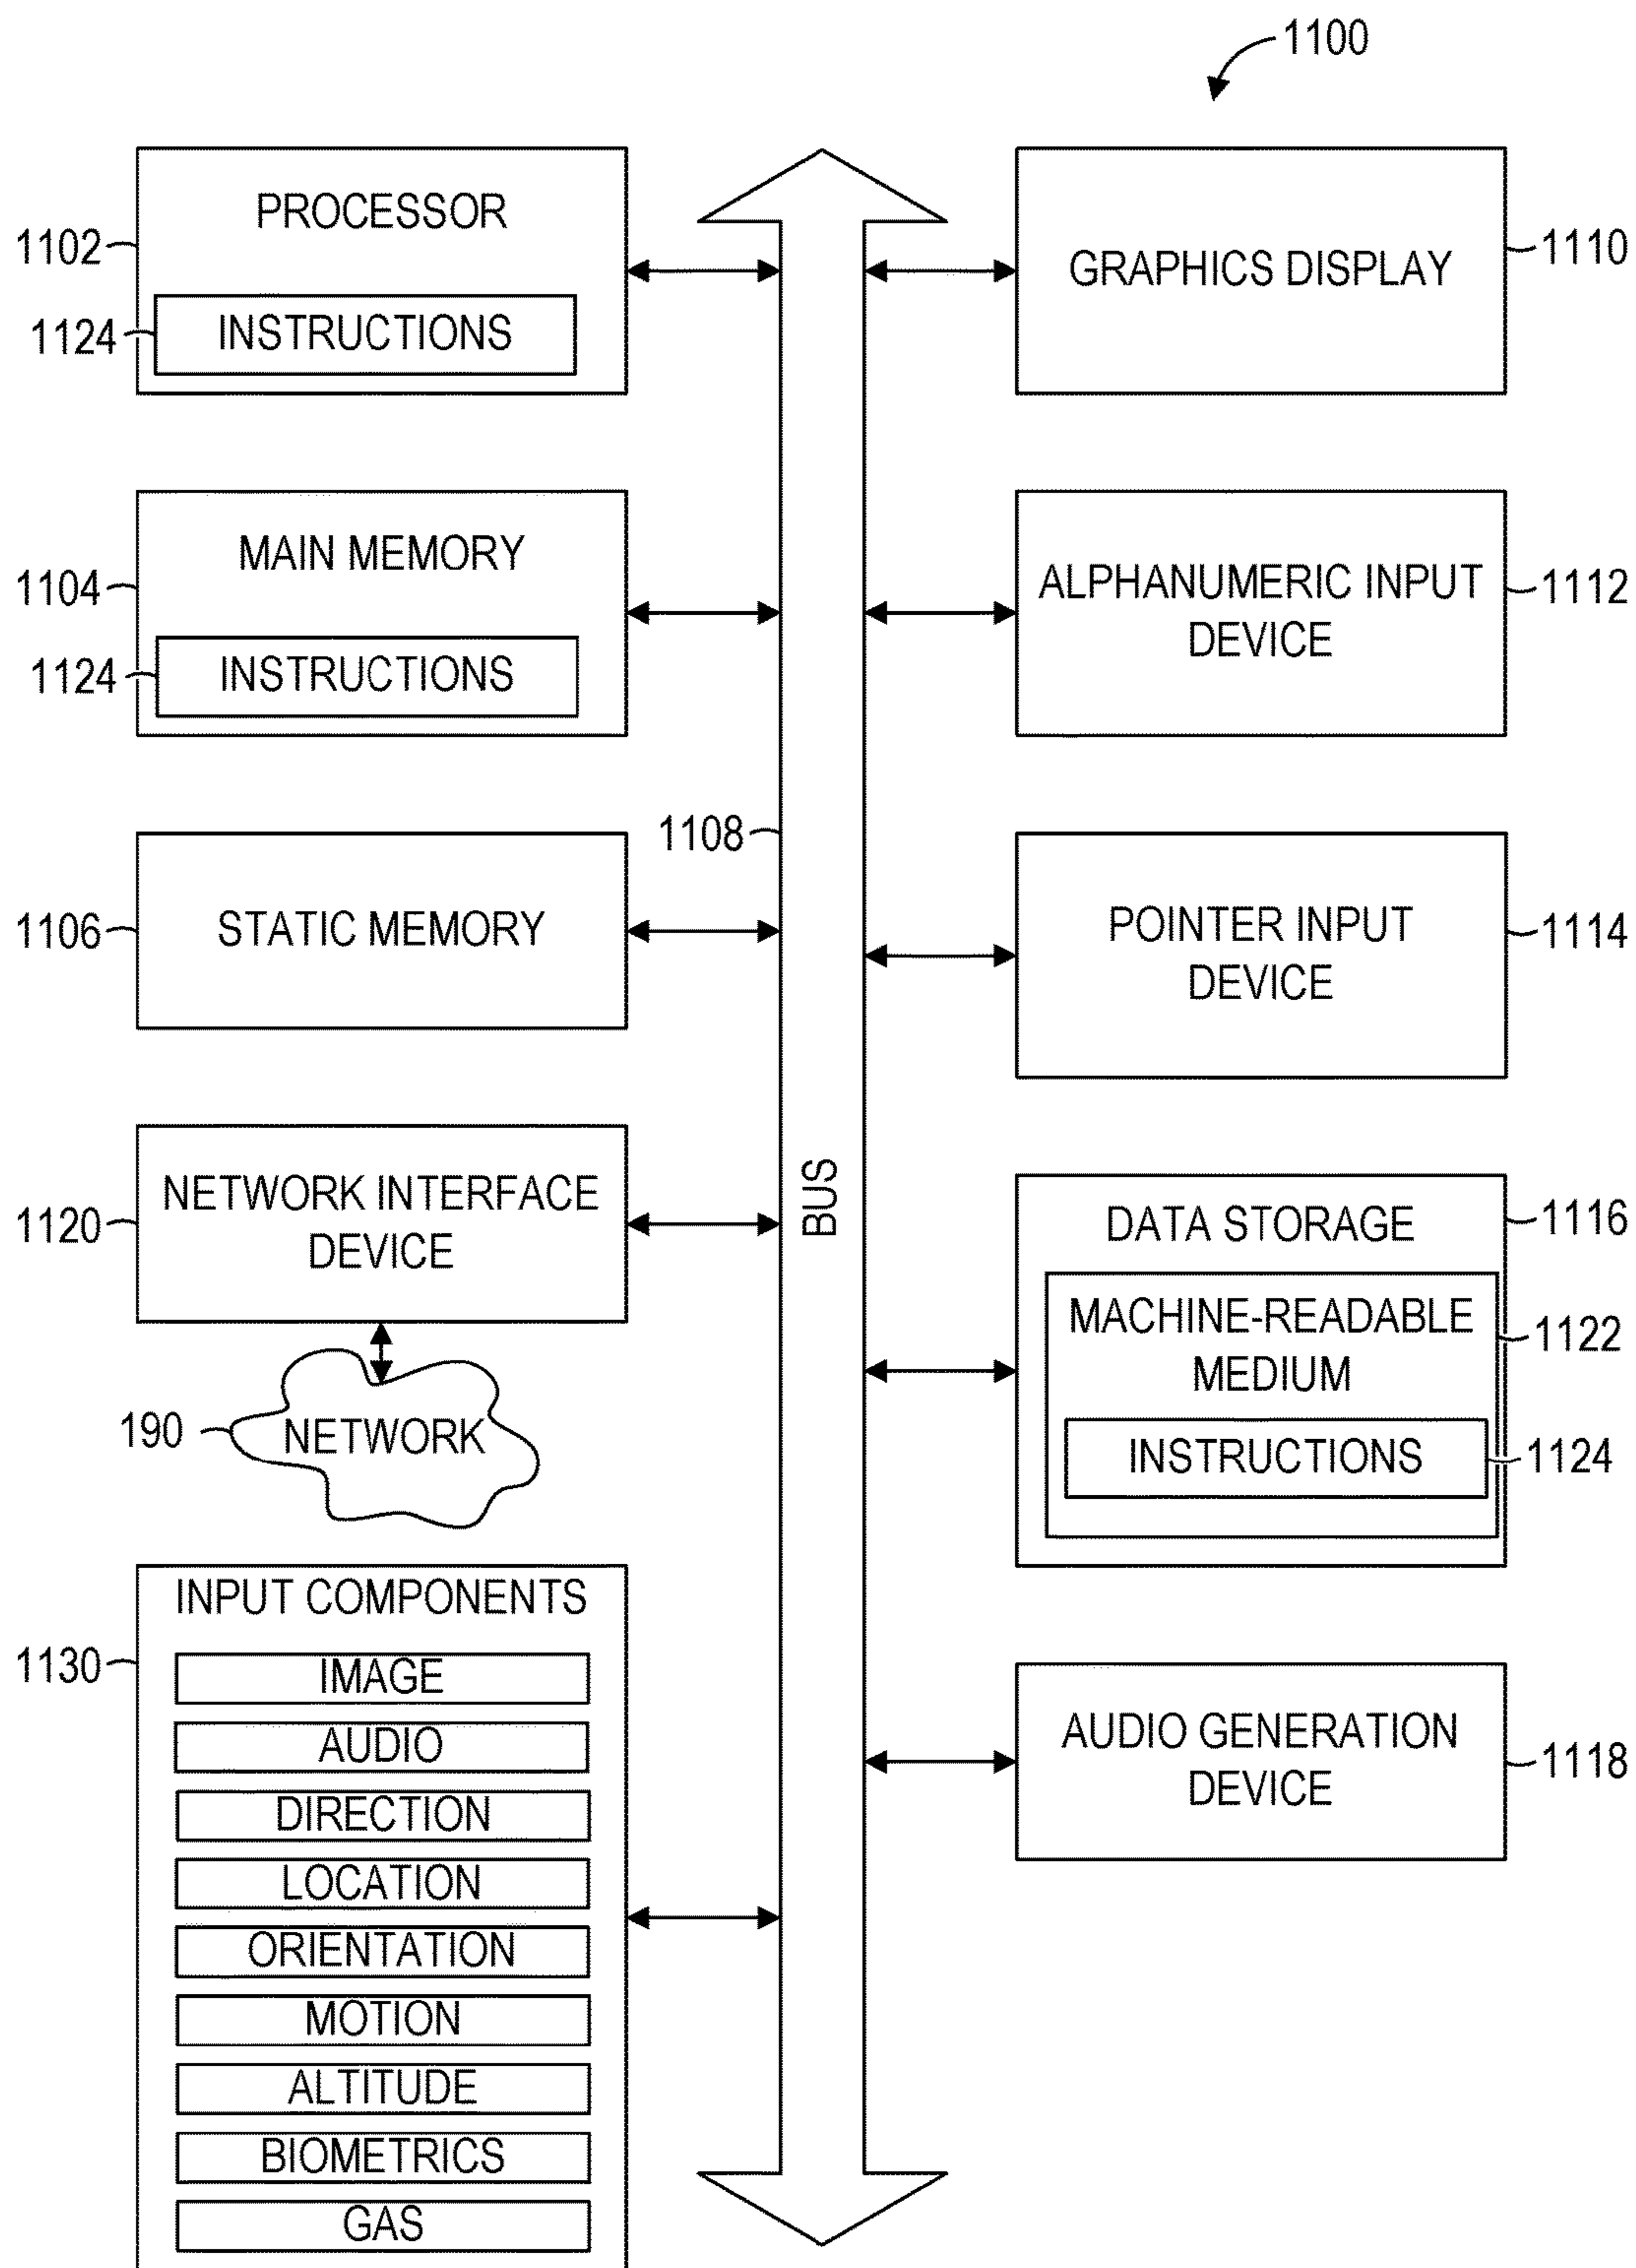 1100
PROCESSOR
1102
1124
INSTRUCTIONS
MAIN MEMORY
1104
1124
INSTRUCTIONS
1108
STATIC MEMORY
1106
NETWORK INTERFACE
DEVICE
1120
NETWORK
190
INPUT COMPONENTS
1130
IMAGE
AUDIO
DIRECTION
LOCATION
ORIENTATION
MOTION
ALTITUDE
BIOMETRICS
GAS
BUS
GRAPHICS DISPLAY
1110
ALPHANUMERIC INPUT
DEVICE
1112
POINTER INPUT
DEVICE
1114
DATA STORAGE
1116
MACHINE-READABLE
MEDIUM
1122
INSTRUCTIONS
1124
AUDIO GENERATION
DEVICE
1118